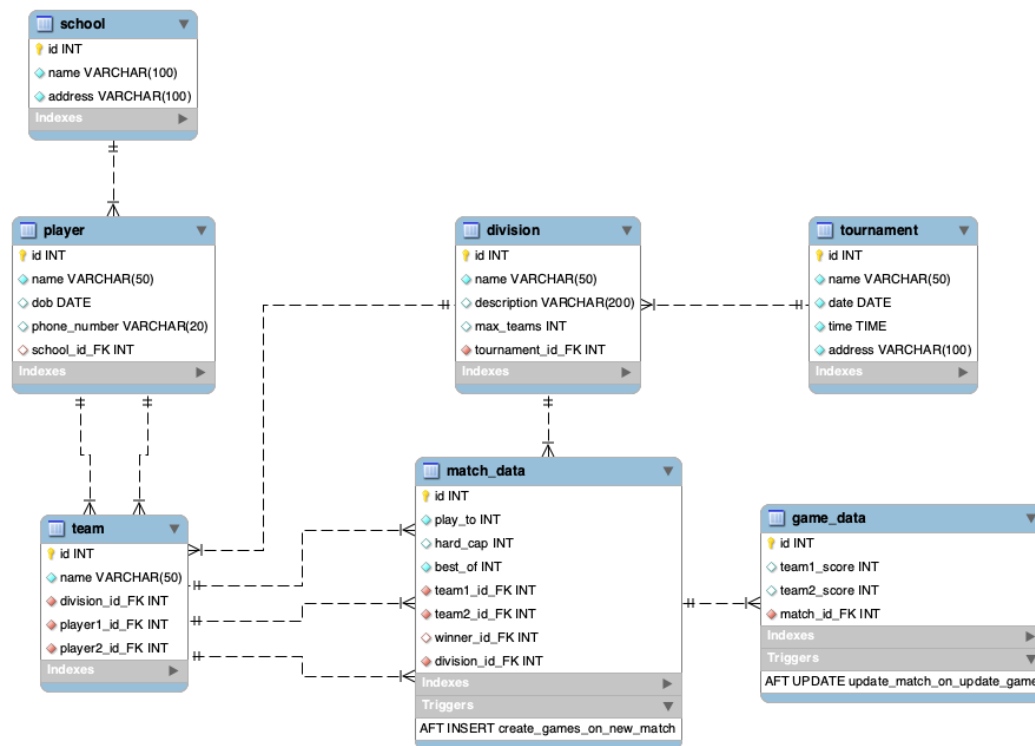 school
id INT
name VARCHAR(100)
address VARCHAR(100)
Indexes
player
id INT
name VARCHAR(50)
dob DATE
phone_number VARCHAR(20)
school_id_FK INT
Indexes
division
id INT
name VARCHAR(50)
description VARCHAR(200)
max_teams INT
tournament_id_FK INT
Indexes
tournament
id INT
name VARCHAR(50)
date DATE
time TIME
address VARCHAR(100)
Indexes
team
id INT
name VARCHAR(50)
division_id_FK INT
player1_id_FK INT
player2_id_FK INT
Indexes
match_data
id INT
play_to INT
hard_cap INT
best_of INT
team1_id_FK INT
team2_id_FK INT
winner_id_FK INT
division_id_FK INT
Indexes
Triggers
AFT INSERT create_games_on_new_match
game_data
id INT
team1_score INT
team2_score INT
match_id_FK INT
Indexes
Triggers
AFT UPDATE update_match_on_update_game